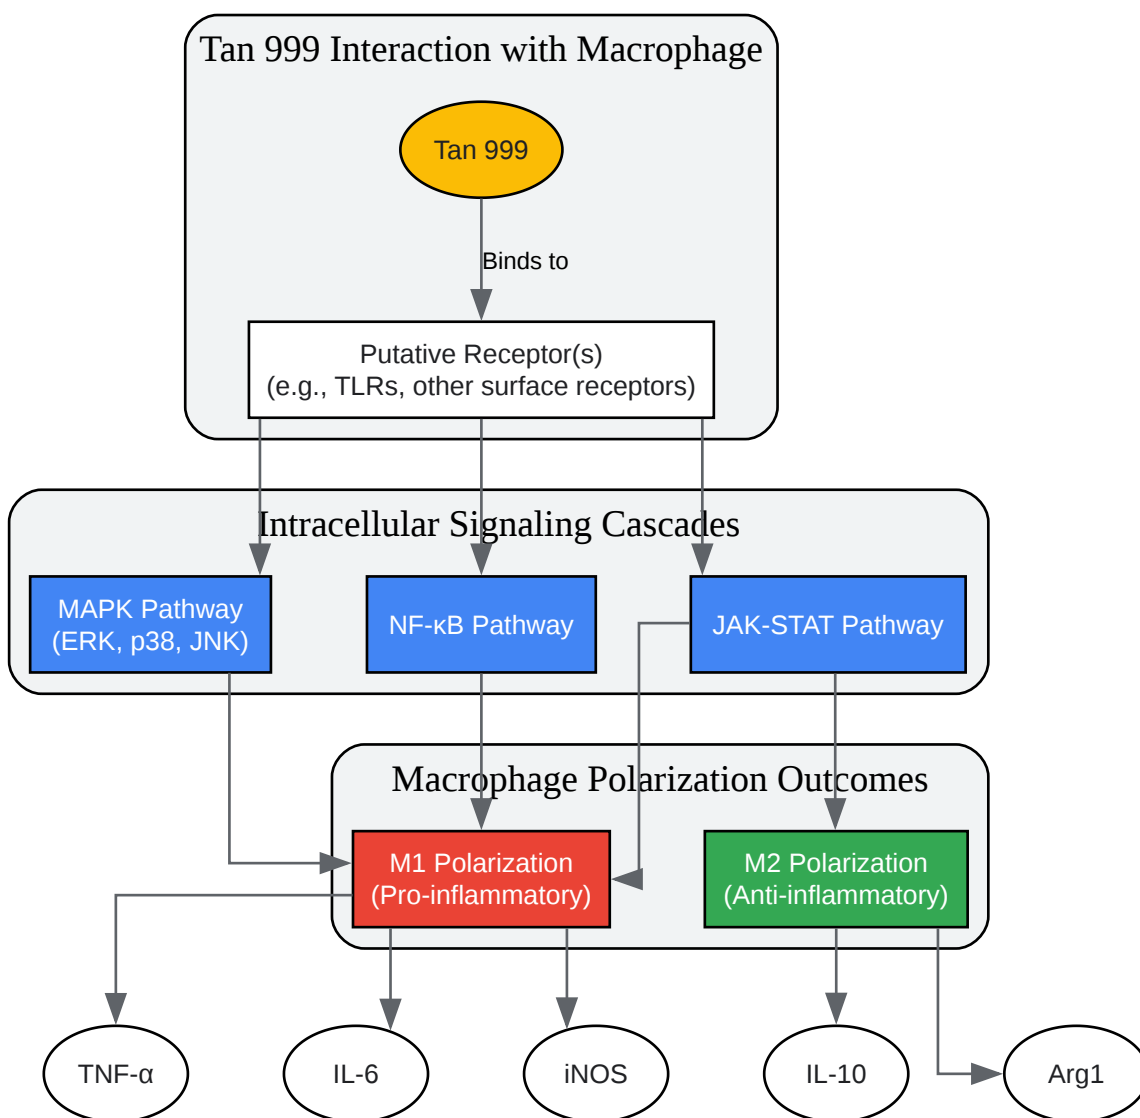 Tan 999 Interaction with Macrophage
Tan 999
Binds to
Putative Receptor(s)
(e.g., TLRs, other surface receptors)
Intracellular Signaling Cascades
MAPK Pathway
(ERK, p38, JNK)
NF-κB Pathway
JAK-STAT Pathway
Macrophage Polarization Outcomes
M1 Polarization
(Pro-inflammatory)
M2 Polarization
(Anti-inflammatory)
TNF-α
IL-6
iNOS
IL-10
Arg1